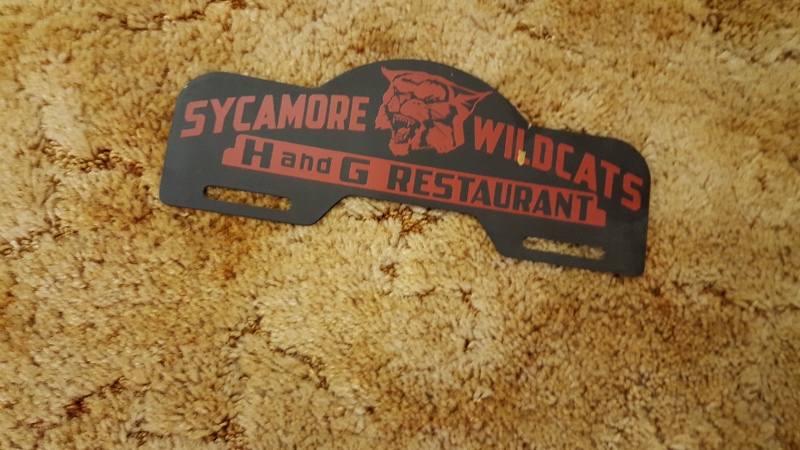 SYCAMORE WILDCATS
H and G RESTAURANT